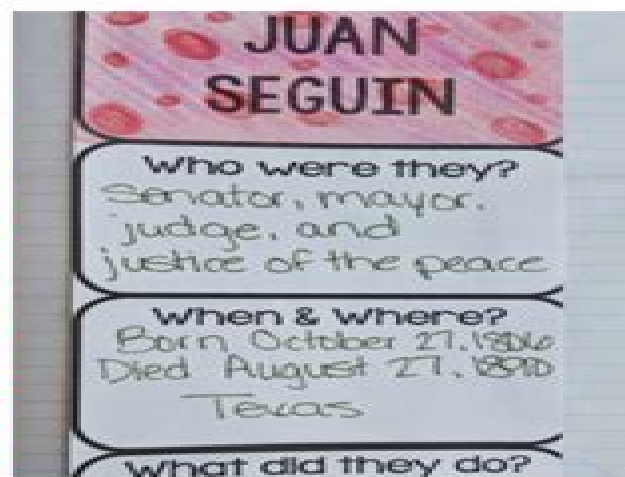 JUAN
SEGUIN
Who were they?
Senator, mayor,
judge, and
justice of the peace
When & Where?
Born October 27, 1806
Died August 27, 1890
Texas
What did they do?